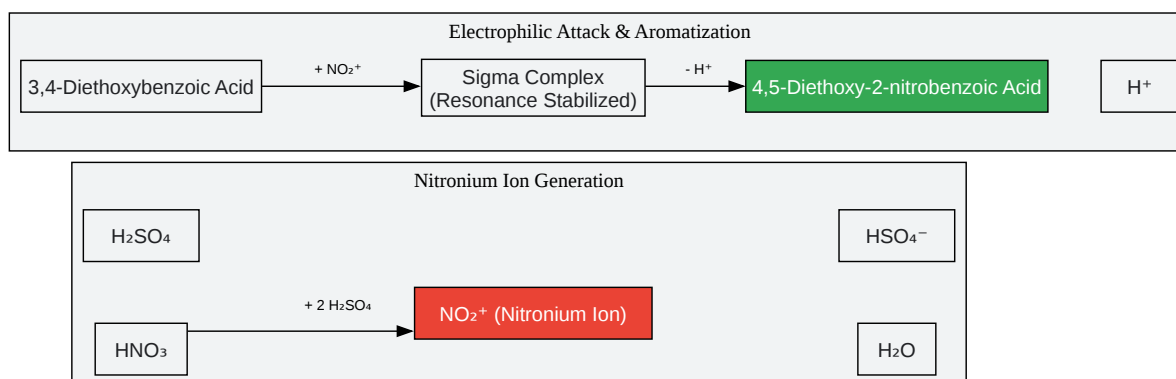 Electrophilic Attack & Aromatization
3,4-Diethoxybenzoic Acid
+ NO₂⁺
Sigma Complex
(Resonance Stabilized)
- H⁺
4,5-Diethoxy-2-nitrobenzoic Acid
H⁺
Nitronium Ion Generation
H₂SO₄
HSO₄⁻
HNO₃
+ 2 H₂SO₄
NO₂⁺ (Nitronium Ion)
H₂O